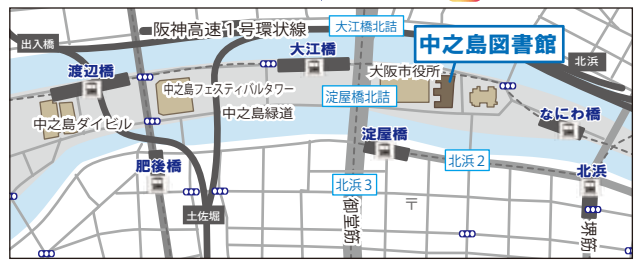 阪神高速1号環状線
大江橋北詰
出入橋
大江橋
中之島図書館
北浜
渡辺橋
大阪市役所
中之島フェスティバルタワー
淀屋橋北詰
中之島ダイビル
中之島緑道
なにわ橋
淀屋橋
肥後橋
北浜2
北浜
北浜3
土佐堀
〒
御堂筋
堺筋